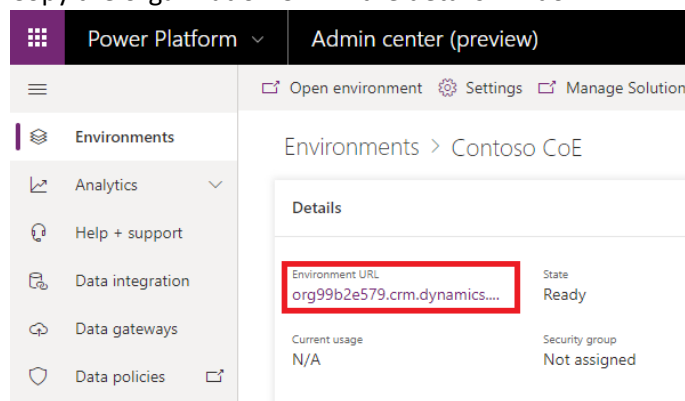 Power Platform
Admin center (preview)
Open environment
Settings
Manage Solution
Environments
Analytics
Help + support
Data integration
Data gateways
Data policies
Environments > Contoso CoE
Details
Environment URL
org99b2e579.crm.dynamics....
State
Ready
Current usage
N/A
Security group
Not assigned